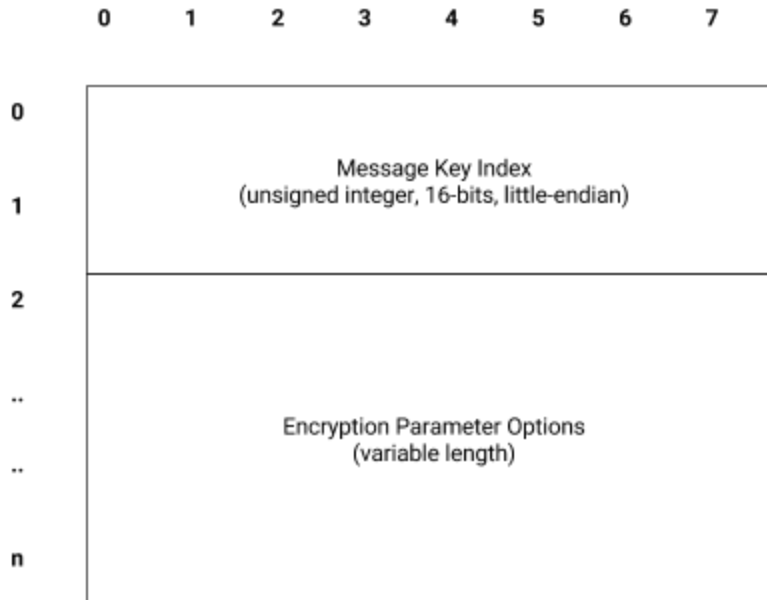 0 1 2 3 4 5 6 7
0
Message Key Index
(unsigned integer, 16-bits, little-endian)
1
2
..
Encryption Parameter Options
(variable length)
..
n